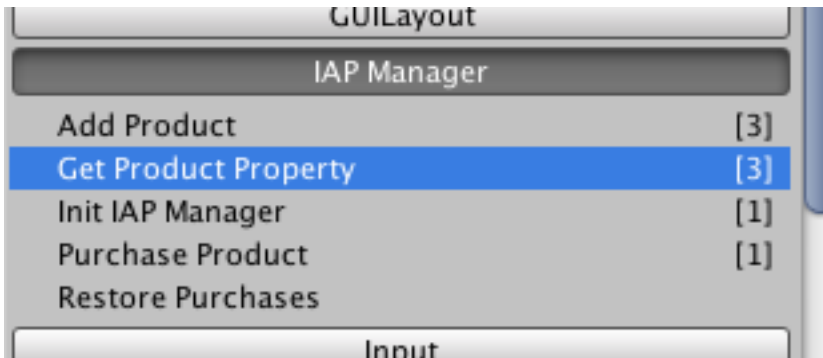 GUILayout
IAP Manager
Add Product [3]
Get Product Property [3]
Init IAP Manager [1]
Purchase Product [1]
Restore Purchases
Input